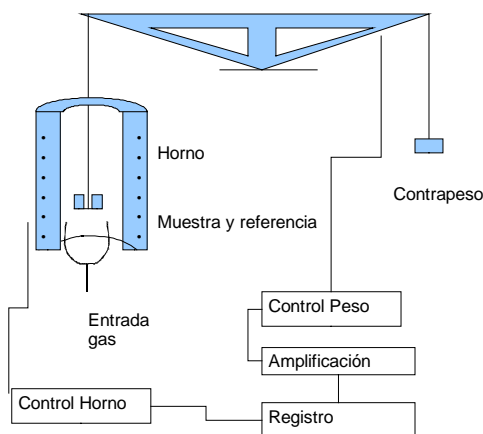 Horno
Contrapeso
Muestra y referencia
Entrada
gas
Control Peso
Amplificación
Control Horno
Registro